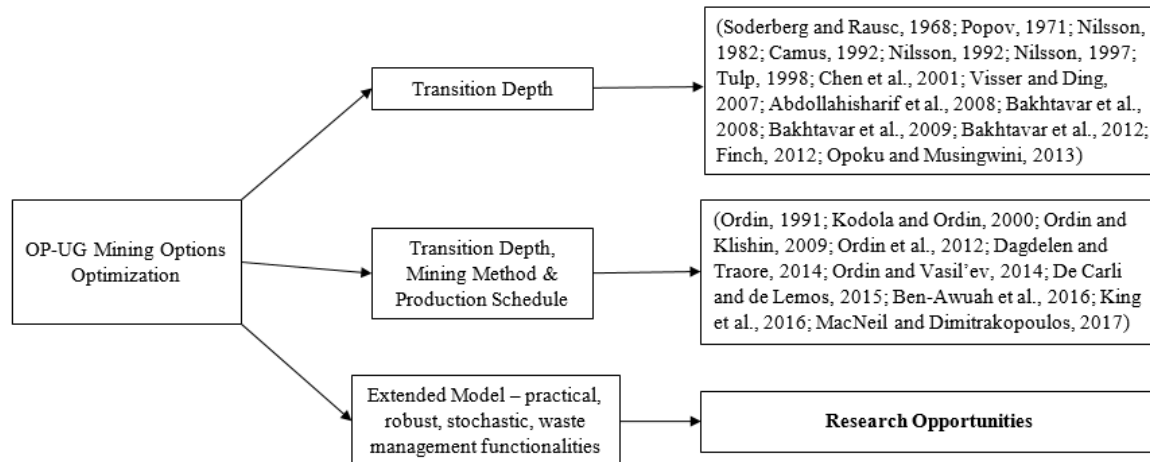 OP-UG Mining Options
Optimization
Transition Depth
(Soderberg and Rausc, 1968; Popov, 1971; Nilsson,
1982; Camus, 1992; Nilsson, 1992; Nilsson, 1997;
Tulp, 1998; Chen et al., 2001; Visser and Ding,
2007; Abdollahisharif et al., 2008; Bakhtavar et al.,
2008; Bakhtavar et al., 2009; Bakhtavar et al., 2012;
Finch, 2012; Opoku and Musingwini, 2013)
Transition Depth,
Mining Method &
Production Schedule
(Ordin, 1991; Kodola and Ordin, 2000; Ordin and
Klishin, 2009; Ordin et al., 2012; Dagdelen and
Traore, 2014; Ordin and Vasil’ev, 2014; De Carli
and de Lemos, 2015; Ben-Awuah et al., 2016; King
et al., 2016; MacNeil and Dimitrakopoulos, 2017)
Extended Model – practical,
robust, stochastic, waste
management functionalities
Research Opportunities